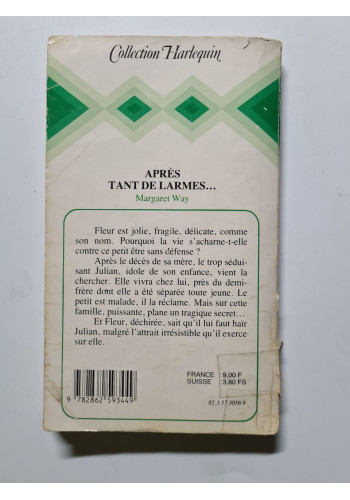 Collection Harlequin
APRÈS
TANT DE LARMES...
Margaret Way
Fleur est jolie, fragile, délicate, comme
son nom. Pourquoi la vie s'acharne-t-elle
contre ce petit être sans défense ?
Après le décès de sa mère, le trop sédui-
sant Julian, idole de son enfance, vient la
chercher. Elle vivra chez lui, près du demi-
frère dont elle a été séparée toute jeune. Le
petit est malade, il la réclame. Mais sur cette
famille, puissante, plane un tragique secret...
Et Fleur, déchirée, sait qu'il lui faut haïr
Julian, malgré l'attrait irrésistible qu'il exerce
sur elle.
FRANCE : 9,00 F
SUISSE : 3,80 FS
9 782862 593449